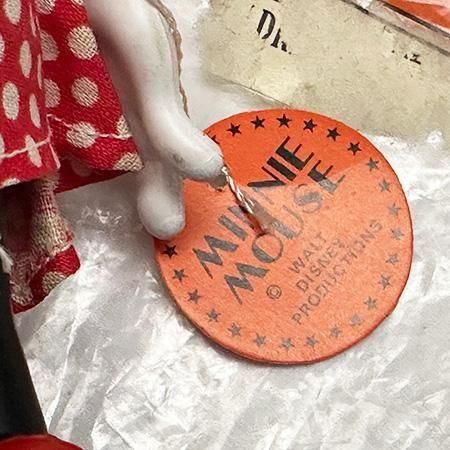 MINNIE
MOUSE
© WALT
DISNEY
PRODUCTIONS